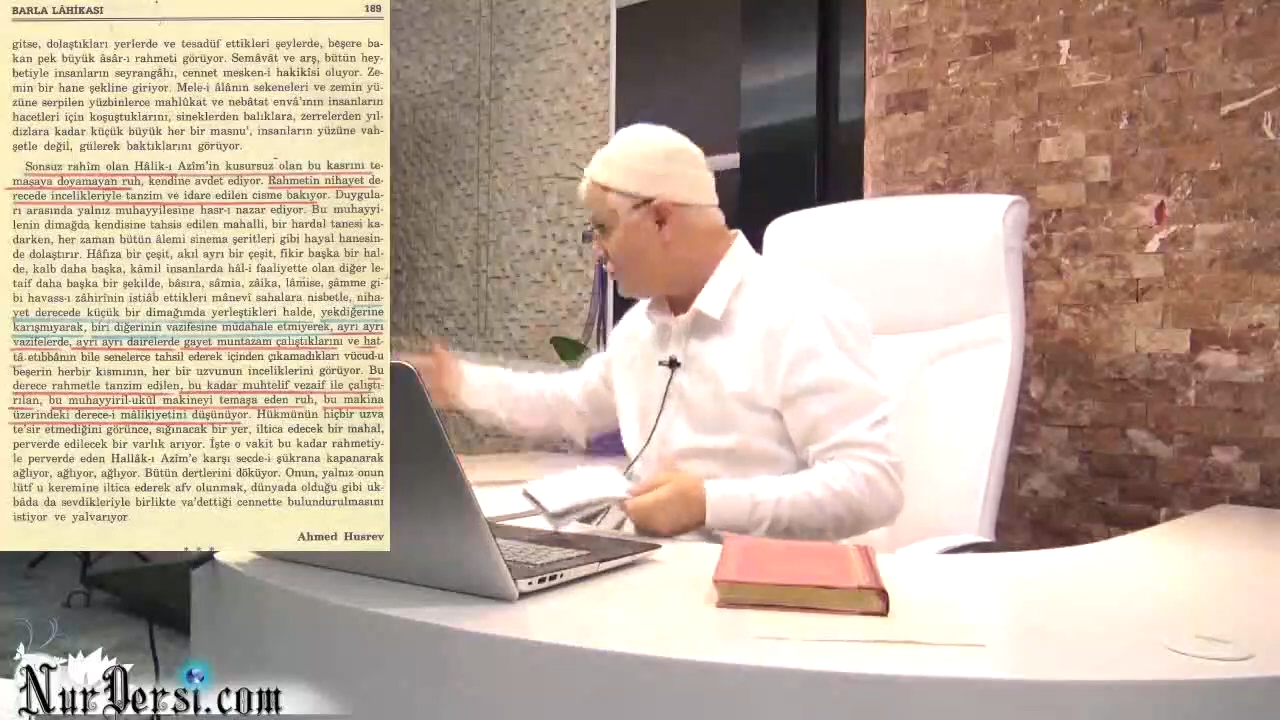 BARLA LÂHİKASI 189
gitse, dolaştıkları yerlerde ve tesadüf ettikleri şeylerde, beşere ba-
kan pek büyük âsâr-ı rahmeti görüyor. Semâvât ve arş, bütün hey-
betiyle insanların seyrangâhı, cennet mesken-i hakikîsi oluyor. Ze-
min bir hane şekline giriyor. Mele-i âlânın sekeneleri ve zemin yü-
züne serpilen yüzbinlerce mahlûkat ve nebâtat envâ'ının insanların
hacetleri için koşuştuklarını, sineklerden balıklara, zerrelerden yıl-
dızlara kadar küçük büyük her bir masnu', insanların yüzüne vah-
şetle değil, gülerek baktıklarını görüyor.
Sonsuz rahîm olan Hâlik-ı Azîm'in kusursuz olan bu kasrını te-
maşaya doyamayan ruh, kendine avdet ediyor. Rahmetin nihayet de-
recede incelikleriyle tanzim ve idare edilen cisme bakıyor. Duygula-
rı arasında yalnız muhayyilesine hasr-ı nazar ediyor. Bu muhayyi-
lenin dimağda kendisine tahsis edilen mahalli, bir hardal tanesi ka-
darken, her zaman bütün âlemi sinema şeritleri gibi hayal hanesin-
de dolaştırır. Hâfıza bir çeşit, akıl ayrı bir çeşit, fikir başka bir hal-
de, kalb daha başka, kâmil insanlarda hâl-i faaliyette olan diğer le-
taif daha başka bir şekilde, bâsıra, sâmia, zâika, lâmise, şâmme gi-
bi havass-ı zâhirînin istiâb ettikleri mânevî sahalara nisbetle, niha-
yet derecede küçük bir dimağımda yerleştikleri halde, yekdiğerine
karışmıyarak, biri diğerinin vazifesine müdahale etmiyerek, ayrı ayrı
vazifelerde, ayrı ayrı dairelerde gayet muntazam çalıştıklarını ve hat-
tâ etıbbânın bile senelerce tahsil ederek içinden çıkamadıkları vücud-u
beşerin herbir kısmının, her bir uzvunun inceliklerini görüyor. Bu
derece rahmetle tanzim edilen, bu kadar muhtelif vezaif ile çalıştı-
rılan, bu muhayyiril-ukûl makineyi temaşa eden ruh, bu makina
üzerindeki derece-i mâlikiyetini düşünüyor. Hükmünün hiçbir uzva
te'sir etmediğini görünce, sığınacak bir yer, iltica edecek bir mahal,
perverde edilecek bir varlık arıyor. İşte o vakit bu kadar rahmetiy-
le perverde eden Hallâk-ı Azîm'e karşı secde-i şükrana kapanarak
ağlıyor, ağlıyor, ağlıyor. Bütün dertlerini döküyor. Onun, yalnız onun
lütf u keremine iltica ederek afv olunmak, dünyada olduğu gibi uk-
bâda da sevdikleriyle birlikte va'dettiği cennette bulundurulmasını
istiyor ve yalvarıyor.
Ahmed Husrev
* * *
NurDersi.com